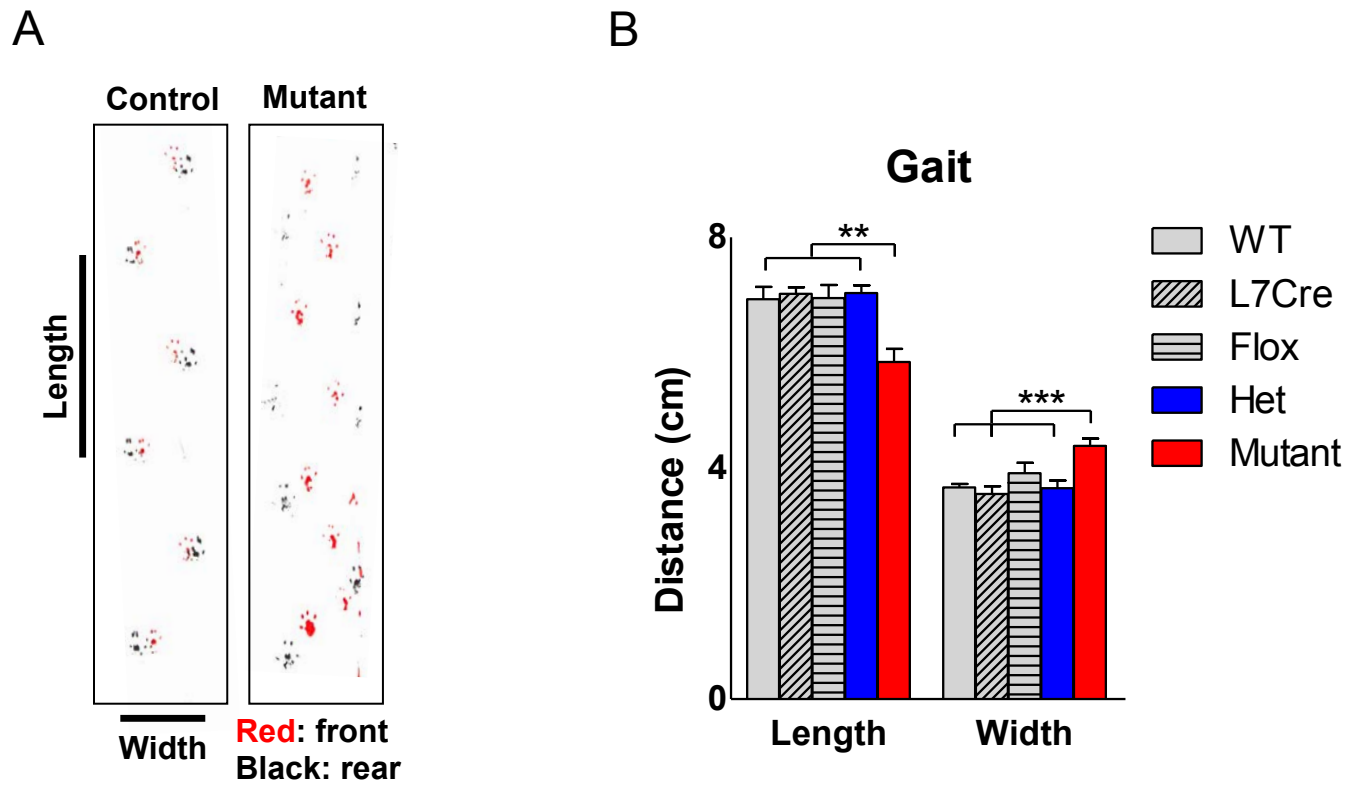 A
B
Control
Mutant
Length
Width
Red: front
Black: rear
Gait
Distance (cm)
8
4
0
**
***
Length
Width
WT
L7Cre
Flox
Het
Mutant